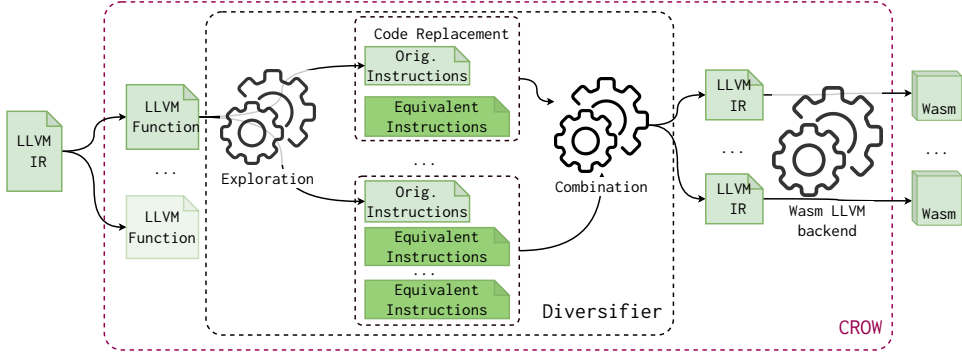 LLVM
IR
LLVM
Function
...
LLVM
Function
Exploration
Code Replacement
Orig.
Instructions
Equivalent
Instructions
...
Orig.
Instructions
Equivalent
Instructions
...
Equivalent
Instructions
Combination
Diversifier
LLVM
IR
...
LLVM
IR
Wasm LLVM
backend
CROW
Wasm
...
Wasm